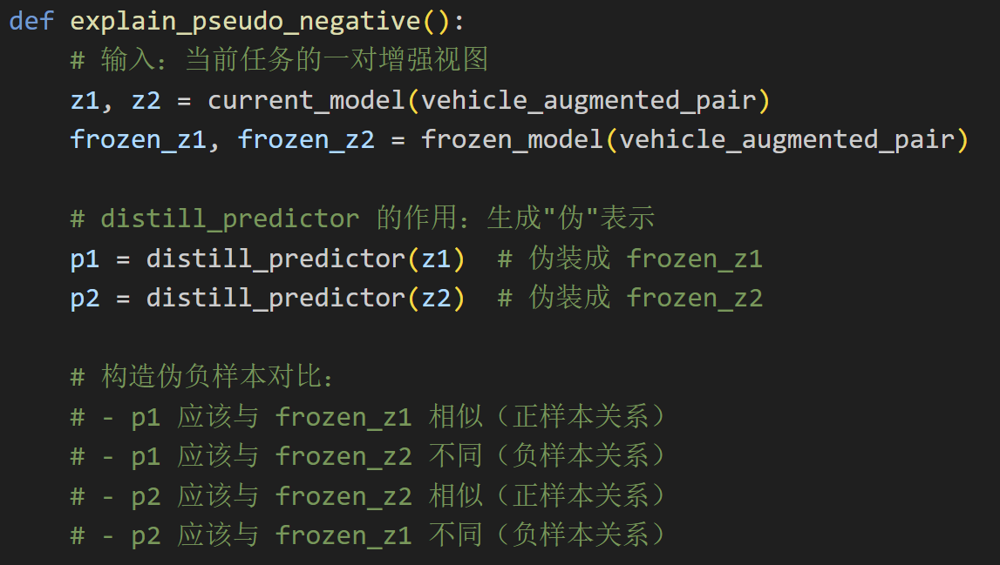 def explain_pseudo_negative():
# 输入：当前任务的一对增强视图
z1, z2 = current_model(vehicle_augmented_pair)
frozen_z1, frozen_z2 = frozen_model(vehicle_augmented_pair)
# distill_predictor 的作用：生成"伪"表示
p1 = distill_predictor(z1)  # 伪装成 frozen_z1
p2 = distill_predictor(z2)  # 伪装成 frozen_z2
# 构造伪负样本对比：
# - p1 应该与 frozen_z1 相似（正样本关系）
# - p1 应该与 frozen_z2 不同（负样本关系）
# - p2 应该与 frozen_z2 相似（正样本关系）
# - p2 应该与 frozen_z1 不同（负样本关系）